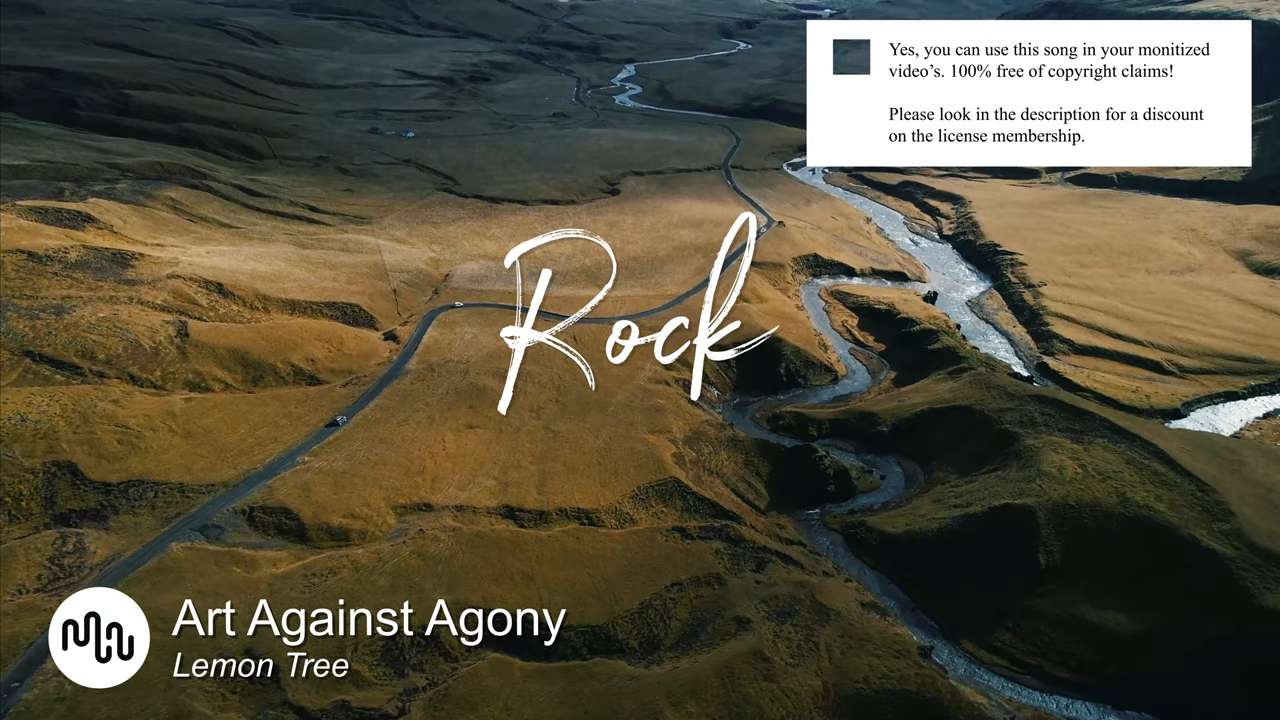 Yes, you can use this song in your monitized
video’s. 100% free of copyright claims!
Please look in the description for a discount
on the license membership.
Rock
Art Against Agony
Lemon Tree